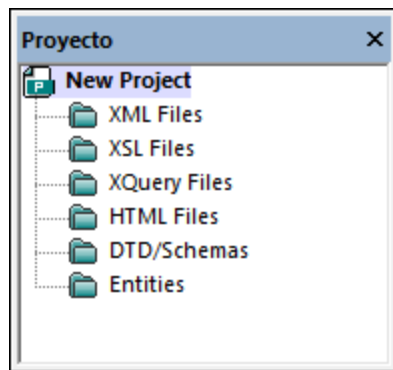 Proyecto
New Project
XML Files
XSL Files
XQuery Files
HTML Files
DTD/Schemas
Entities